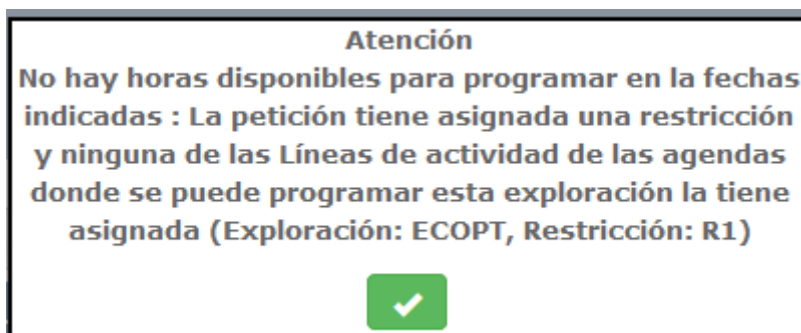 Atención
No hay horas disponibles para programar en la fechas
indicadas : La petición tiene asignada una restricción
y ninguna de las Líneas de actividad de las agendas
donde se puede programar esta exploración la tiene
asignada (Exploración: ECOPT, Restricción: R1)